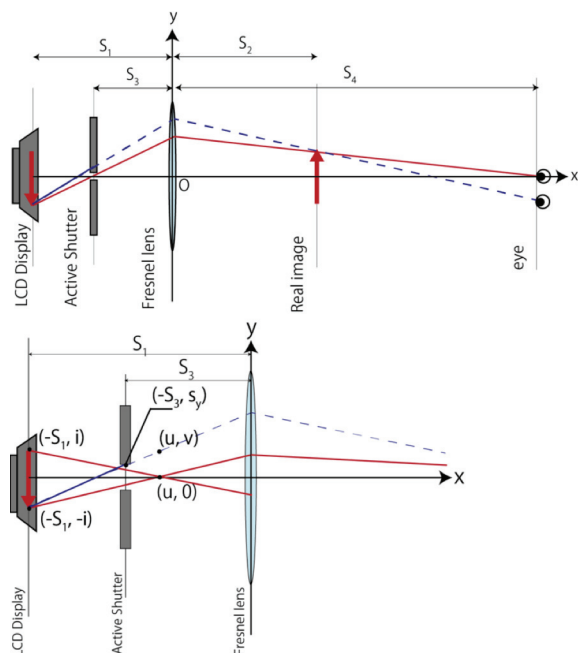 y
S₁
S₂
S₃
S₄
x
O
LCD Display
Active Shutter
Fresnel lens
Real image
eye
y
S₁
S₃
(-S₃, sᵧ)
(-S₁, i)
(u, v)
x
(u, 0)
(-S₁, -i)
LCD Display
Active Shutter
Fresnel lens